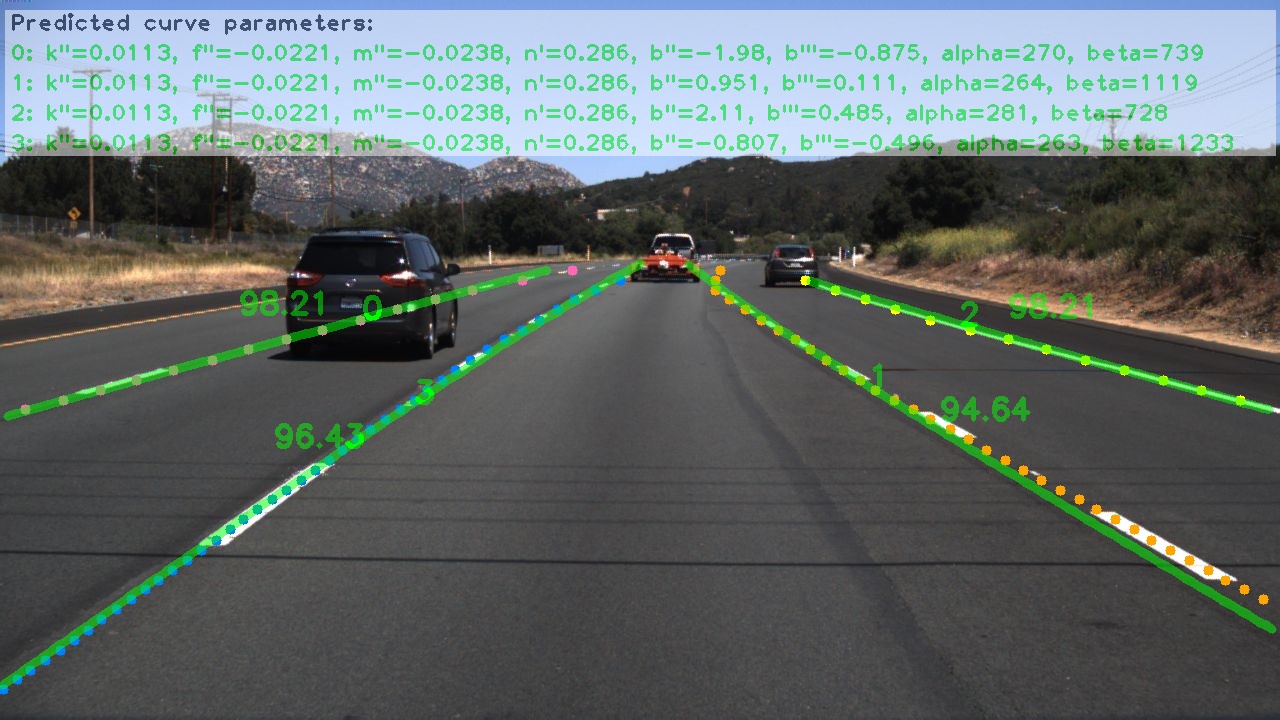 Predicted curve parameters:
0: k''=0.0113, f''=-0.0221, m''=-0.0238, n'=0.286, b''=-1.98, b'''=-0.875, alpha=270, beta=739
1: k''=0.0113, f''=-0.0221, m''=-0.0238, n'=0.286, b''=0.951, b'''=0.111, alpha=264, beta=1119
2: k''=0.0113, f''=-0.0221, m''=-0.0238, n'=0.286, b''=2.11, b'''=0.485, alpha=281, beta=728
3: k''=0.0113, f''=-0.0221, m''=-0.0238, n'=0.286, b''=-0.807, b'''=-0.496, alpha=263, beta=1233
98.21 0
2 98.21
3
1
96.43
94.64